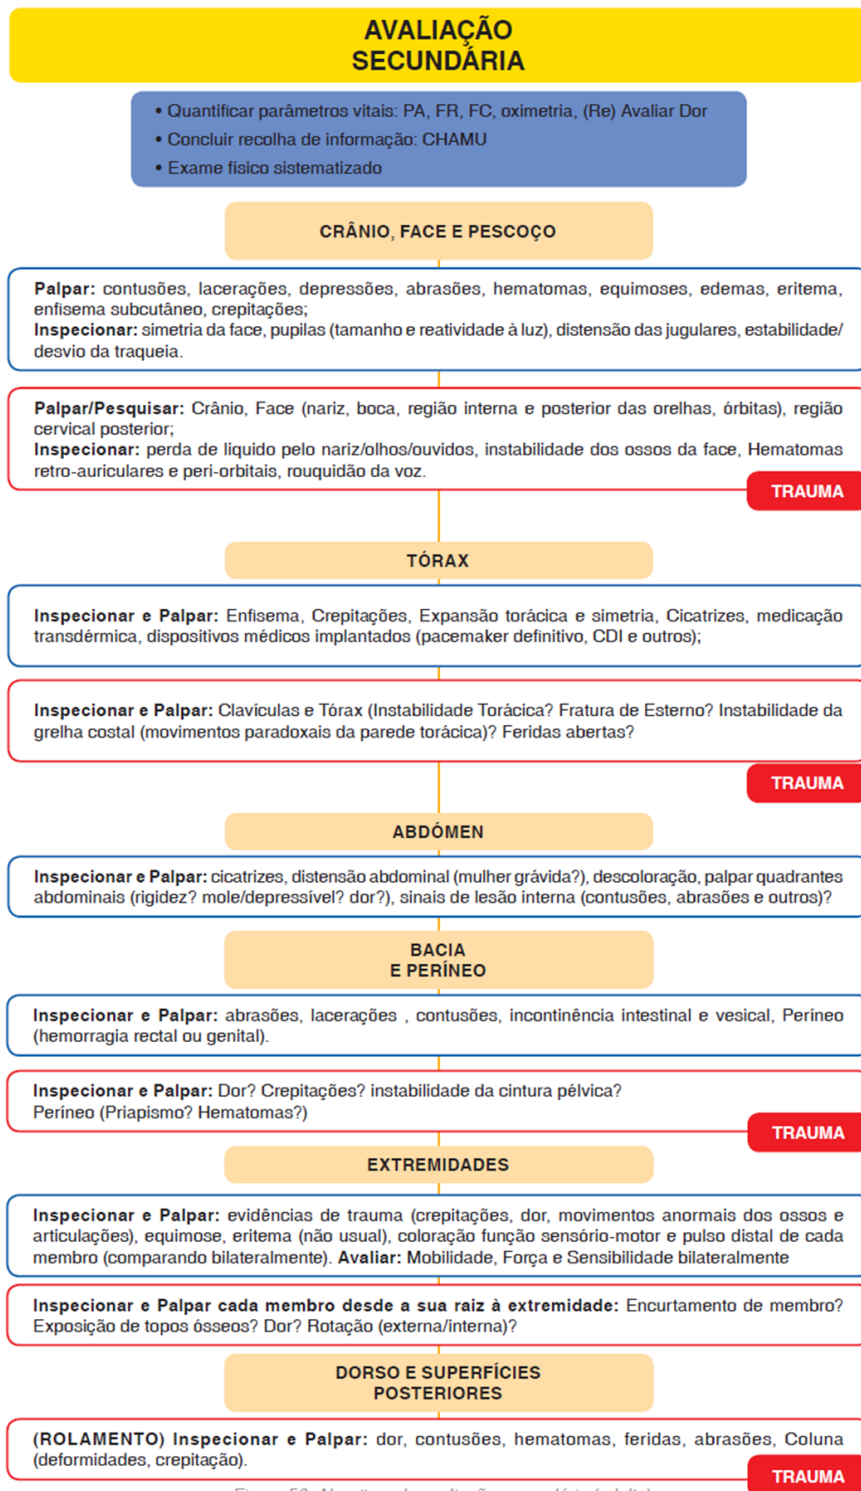 AVALIAÇÃO
SECUNDÁRIA
• Quantificar parâmetros vitais: PA, FR, FC, oximetria, (Re) Avaliar Dor
• Concluir recolha de informação: CHAMU
• Exame físico sistematizado
CRÂNIO, FACE E PESCOÇO
Palpar: contusões, lacerações, depressões, abrasões, hematomas, equimoses, edemas, eritema,
enfisema subcutâneo, crepitações;
Inspecionar: simetria da face, pupilas (tamanho e reatividade à luz), distensão das jugulares, estabilidade/
desvio da traqueia.
Palpar/Pesquisar: Crânio, Face (nariz, boca, região interna e posterior das orelhas, órbitas), região
cervical posterior;
Inspecionar: perda de liquido pelo nariz/olhos/ouvidos, instabilidade dos ossos da face, Hematomas
retro-auriculares e peri-orbitais, rouquidão da voz.
TRAUMA
TÓRAX
Inspecionar e Palpar: Enfisema, Crepitações, Expansão torácica e simetria, Cicatrizes, medicação
transdérmica, dispositivos médicos implantados (pacemaker definitivo, CDI e outros);
Inspecionar e Palpar: Clavículas e Tórax (Instabilidade Torácica? Fratura de Esterno? Instabilidade da
grelha costal (movimentos paradoxais da parede torácica)? Feridas abertas?
TRAUMA
ABDÓMEN
Inspecionar e Palpar: cicatrizes, distensão abdominal (mulher grávida?), descoloração, palpar quadrantes
abdominais (rigidez? mole/depressível? dor?), sinais de lesão interna (contusões, abrasões e outros)?
BACIA
E PERÍNEO
Inspecionar e Palpar: abrasões, lacerações , contusões, incontinência intestinal e vesical, Períneo
(hemorragia rectal ou genital).
Inspecionar e Palpar: Dor? Crepitações? instabilidade da cintura pélvica?
Períneo (Priapismo? Hematomas?)
TRAUMA
EXTREMIDADES
Inspecionar e Palpar: evidências de trauma (crepitações, dor, movimentos anormais dos ossos e
articulações), equimose, eritema (não usual), coloração função sensório-motor e pulso distal de cada
membro (comparando bilateralmente). Avaliar: Mobilidade, Força e Sensibilidade bilateralmente
Inspecionar e Palpar cada membro desde a sua raiz à extremidade: Encurtamento de membro?
Exposição de topos ósseos? Dor? Rotação (externa/interna)?
DORSO E SUPERFÍCIES
POSTERIORES
(ROLAMENTO) Inspecionar e Palpar: dor, contusões, hematomas, feridas, abrasões, Coluna
(deformidades, crepitação).
TRAUMA